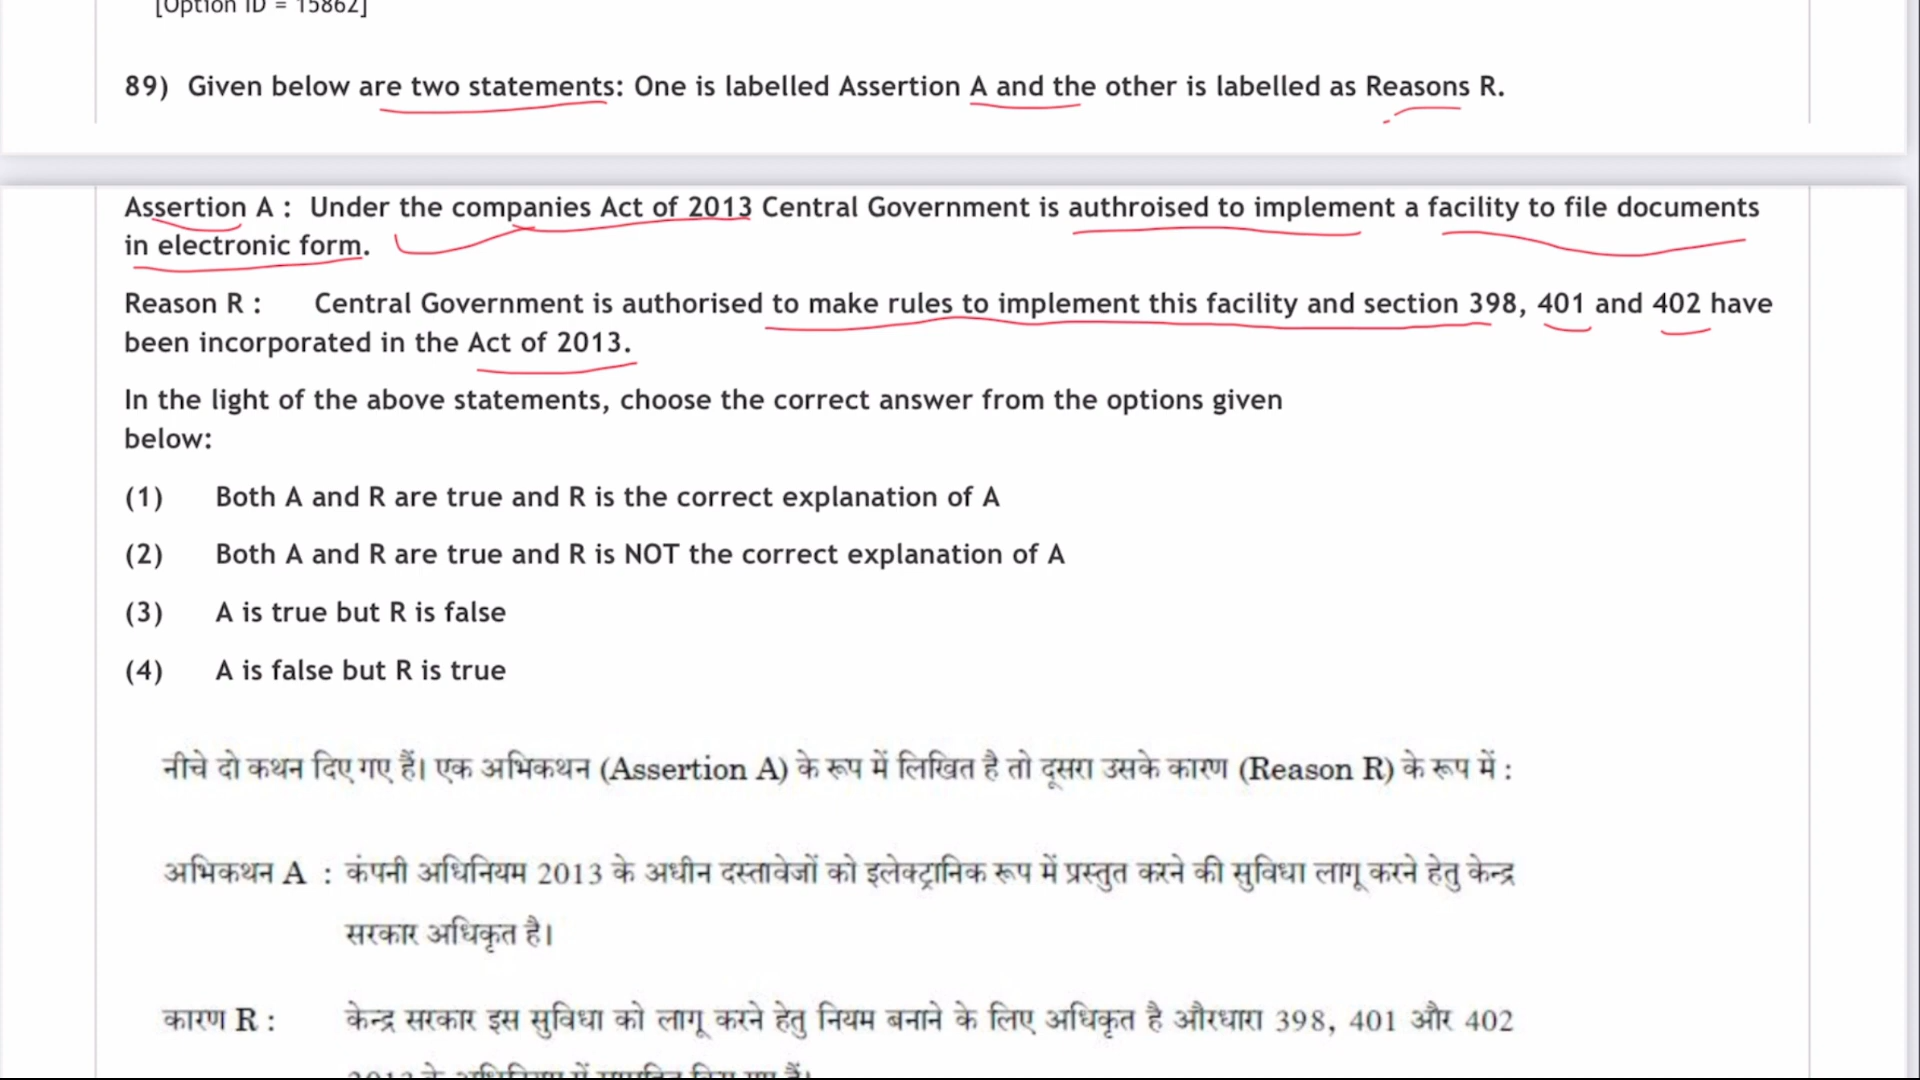 [Option ID = 15862]
89) Given below are two statements: One is labelled Assertion A and the other is labelled as Reasons R.
Assertion A : Under the companies Act of 2013 Central Government is authroised to implement a facility to file documents
in electronic form.
Reason R : Central Government is authorised to make rules to implement this facility and section 398, 401 and 402 have
been incorporated in the Act of 2013.
In the light of the above statements, choose the correct answer from the options given
below:
(1) Both A and R are true and R is the correct explanation of A
(2) Both A and R are true and R is NOT the correct explanation of A
(3) A is true but R is false
(4) A is false but R is true
नीचे दो कथन दिए गए हैं। एक अभिकथन (Assertion A) के रूप में लिखित है तो दूसरा उसके कारण (Reason R) के रूप में :
अभिकथन A : कंपनी अधिनियम 2013 के अधीन दस्तावेजों को इलेक्ट्रानिक रूप में प्रस्तुत करने की सुविधा लागू करने हेतु केन्द्र
सरकार अधिकृत है।
कारण R : केन्द्र सरकार इस सुविधा को लागू करने हेतु नियम बनाने के लिए अधिकृत है औरधारा 398, 401 और 402
2013 के अधिनियम में